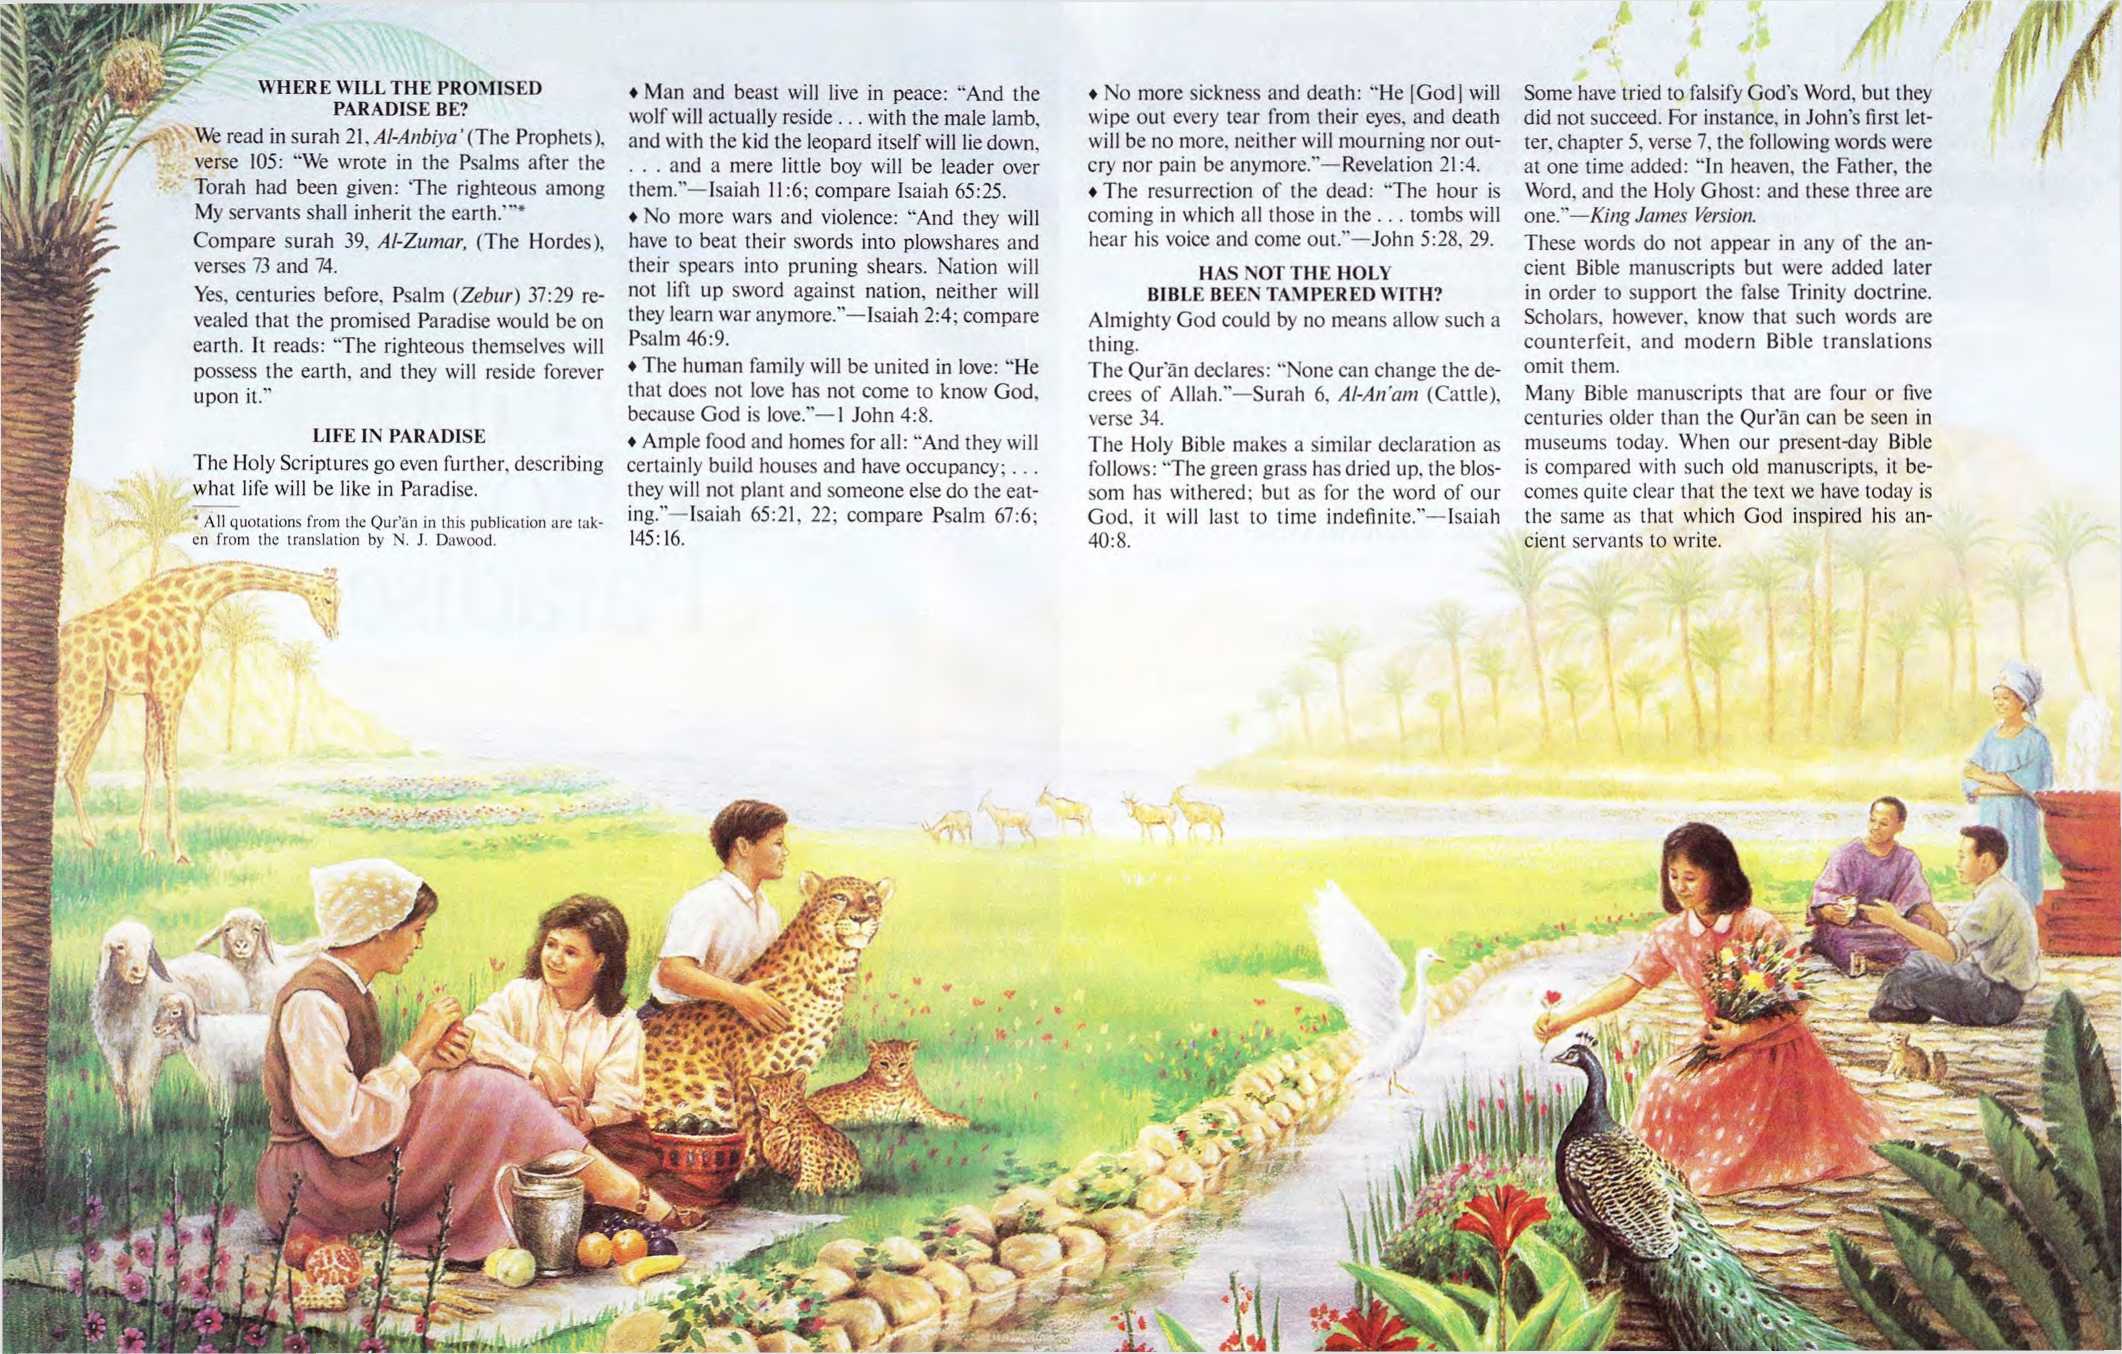 WHERE WILL THE PROMISED
PARADISE BE?
We read in surah 21, Al-Anbiya' (The Prophets),
verse 105: “We wrote in the Psalms after the
Torah had been given: ‘The righteous among
My servants shall inherit the earth.’”*
Compare surah 39, Al-Zumar, (The Hordes),
verses 73 and 74.
Yes, centuries before, Psalm (Zebur) 37:29 re-
vealed that the promised Paradise would be on
earth. It reads: “The righteous themselves will
possess the earth, and they will reside forever
upon it.”
LIFE IN PARADISE
The Holy Scriptures go even further, describing
what life will be like in Paradise.
* All quotations from the Qur’ān in this publication are tak-
en from the translation by N. J. Dawood.
♦ Man and beast will live in peace: “And the
wolf will actually reside . . . with the male lamb,
and with the kid the leopard itself will lie down,
. . . and a mere little boy will be leader over
them.”—Isaiah 11:6; compare Isaiah 65:25.
♦ No more wars and violence: “And they will
have to beat their swords into plowshares and
their spears into pruning shears. Nation will
not lift up sword against nation, neither will
they learn war anymore.”—Isaiah 2:4; compare
Psalm 46:9.
♦ The human family will be united in love: “He
that does not love has not come to know God,
because God is love.”—1 John 4:8.
♦ Ample food and homes for all: “And they will
certainly build houses and have occupancy; . . .
they will not plant and someone else do the eat-
ing.”—Isaiah 65:21, 22; compare Psalm 67:6;
145:16.
♦ No more sickness and death: “He [God] will
wipe out every tear from their eyes, and death
will be no more, neither will mourning nor out-
cry nor pain be anymore.”—Revelation 21:4.
♦ The resurrection of the dead: “The hour is
coming in which all those in the . . . tombs will
hear his voice and come out.”—John 5:28, 29.
HAS NOT THE HOLY
BIBLE BEEN TAMPERED WITH?
Almighty God could by no means allow such a
thing.
The Qur’ān declares: “None can change the de-
crees of Allah.”—Surah 6, Al-An'am (Cattle),
verse 34.
The Holy Bible makes a similar declaration as
follows: “The green grass has dried up, the blos-
som has withered; but as for the word of our
God, it will last to time indefinite.”—Isaiah
40:8.
Some have tried to falsify God’s Word, but they
did not succeed. For instance, in John’s first let-
ter, chapter 5, verse 7, the following words were
at one time added: “In heaven, the Father, the
Word, and the Holy Ghost: and these three are
one.”—King James Version.
These words do not appear in any of the an-
cient Bible manuscripts but were added later
in order to support the false Trinity doctrine.
Scholars, however, know that such words are
counterfeit, and modern Bible translations
omit them.
Many Bible manuscripts that are four or five
centuries older than the Qur’ān can be seen in
museums today. When our present-day Bible
is compared with such old manuscripts, it be-
comes quite clear that the text we have today is
the same as that which God inspired his an-
cient servants to write.